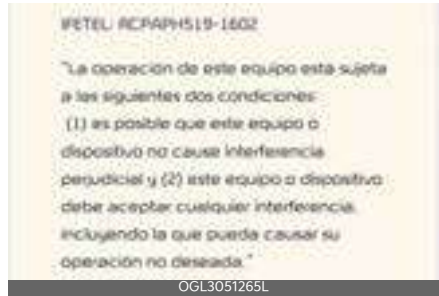 IFETEL: RCPAPH519-1602
"La operación de este equipo está sujeta
a las siguientes dos condiciones:
(1) es posible que este equipo o
dispositivo no cause interferencia
perjudicial y (2) este equipo o dispositivo
debe aceptar cualquier interferencia,
incluyendo la que pueda causar su
operación no deseada."
OGL3051265L